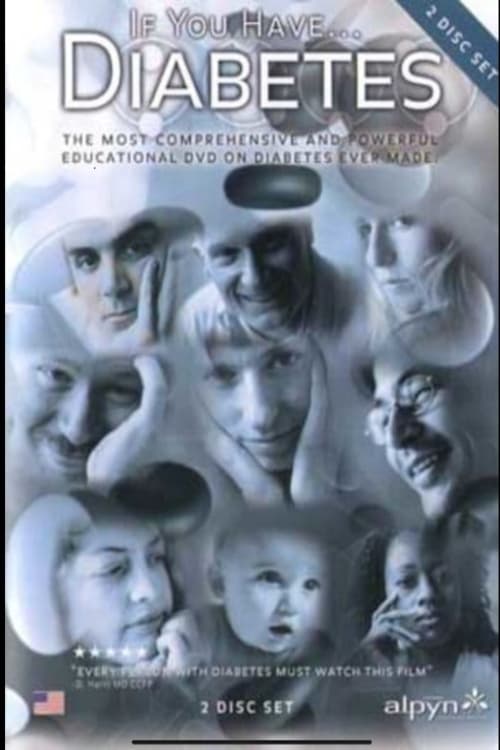 IF YOU HAVE...
2 DISC SET
DIABETES
THE MOST COMPREHENSIVE AND POWERFUL
EDUCATIONAL DVD ON DIABETES EVER MADE.
"EVERY PERSON WITH DIABETES MUST WATCH THIS FILM"
2 DISC SET
alpyn